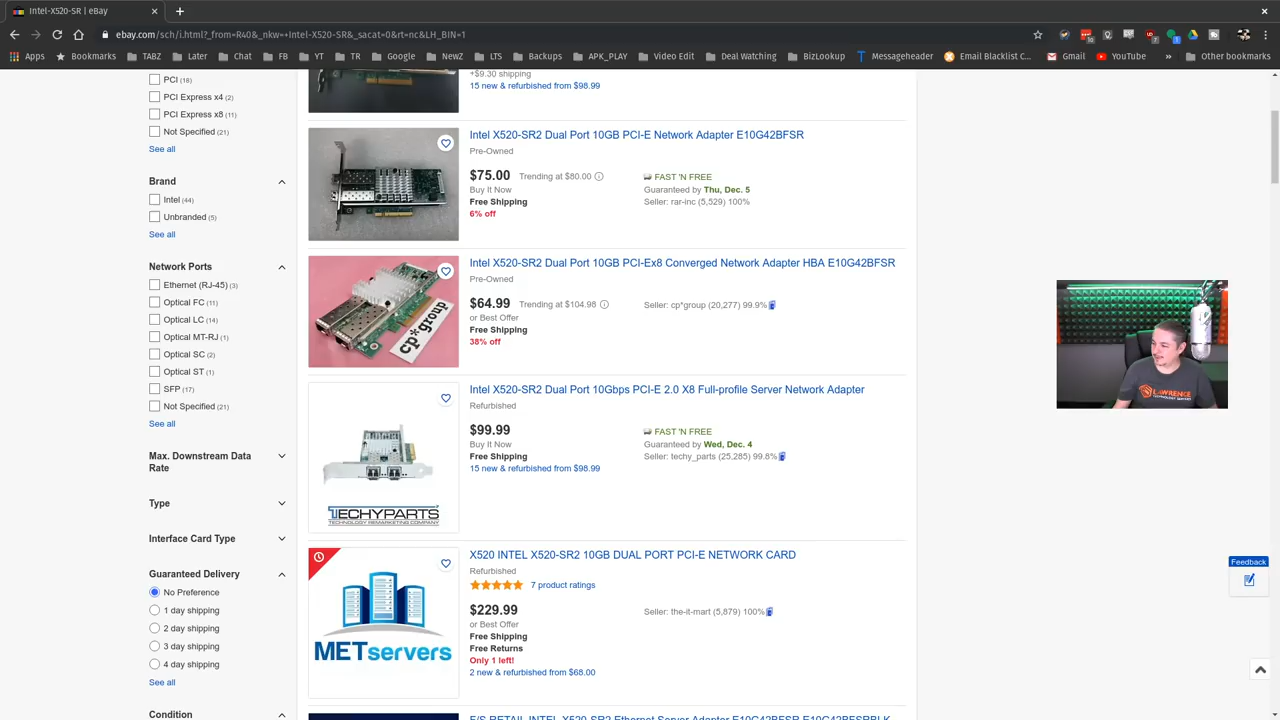 Intel-X520-SR | eBay
ebay.com/sch/i.html?_from=R40&_nkw=+Intel-X520-SR&_sacat=0&rt=nc&LH_BIN=1
Apps
Bookmarks
TABZ
Later
Chat
FB
YT
TR
Google
NewZ
LTS
Backups
APK_PLAY
Video Edit
Deal Watching
BizLookup
Messageheader
Email Blacklist C...
Gmail
YouTube
»
Other bookmarks
PCI (18)
PCI Express x4 (2)
PCI Express x8 (11)
Not Specified (21)
See all
Brand
Intel (44)
Unbranded (5)
See all
Network Ports
Ethernet (RJ-45) (3)
Optical FC (11)
Optical LC (14)
Optical MT-RJ (1)
Optical SC (2)
Optical ST (1)
SFP (17)
Not Specified (21)
See all
Max. Downstream Data
Rate
Type
Interface Card Type
Guaranteed Delivery
No Preference
1 day shipping
2 day shipping
3 day shipping
4 day shipping
See all
Condition
+$9.30 shipping
15 new & refurbished from $98.99
Intel X520-SR2 Dual Port 10GB PCI-E Network Adapter E10G42BFSR
Pre-Owned
$75.00 Trending at $80.00
Buy It Now
Free Shipping
6% off
FAST 'N FREE
Guaranteed by Thu, Dec. 5
Seller: rar-inc (5,529) 100%
cp*group
Intel X520-SR2 Dual Port 10GB PCI-Ex8 Converged Network Adapter HBA E10G42BFSR
Pre-Owned
$64.99 Trending at $104.98
or Best Offer
Free Shipping
38% off
Seller: cp*group (20,277) 99.9%
TECHYPARTS
TECHNOLOGY REMARKETING COMPANY
Intel X520-SR2 Dual Port 10Gbps PCI-E 2.0 X8 Full-profile Server Network Adapter
Refurbished
$99.99
Buy It Now
Free Shipping
15 new & refurbished from $98.99
FAST 'N FREE
Guaranteed by Wed, Dec. 4
Seller: techy_parts (25,285) 99.8%
METservers
X520 INTEL X520-SR2 10GB DUAL PORT PCI-E NETWORK CARD
Refurbished
7 product ratings
$229.99
or Best Offer
Free Shipping
Free Returns
Only 1 left!
2 new & refurbished from $68.00
Seller: the-it-mart (5,879) 100%
F/S RETAIL INTEL X520-SR2 Ethernet Server Adapter E10G42BFSR E10G42BFSRBLK
LAWRENCE
Feedback